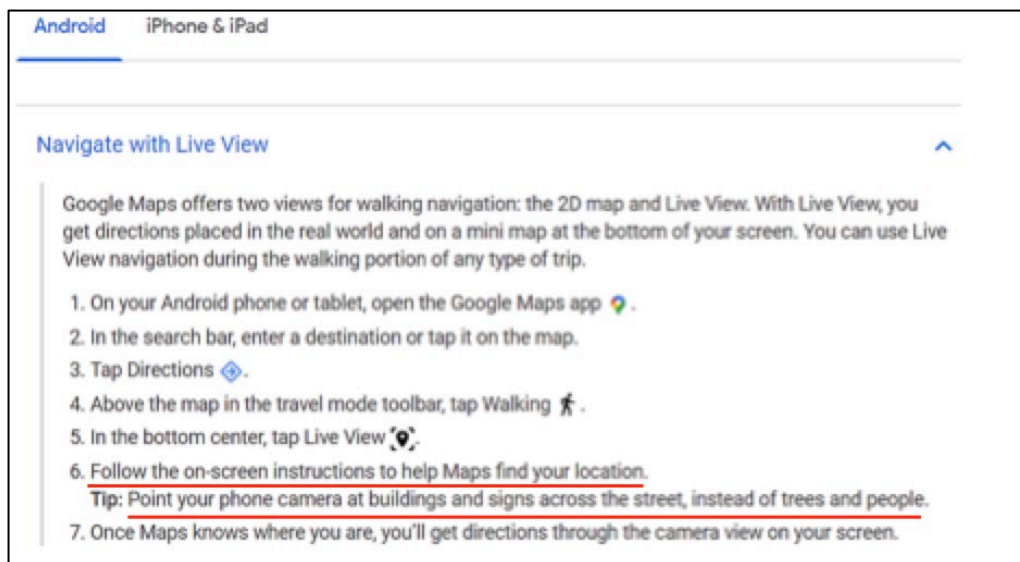 Android iPhone & iPad
Navigate with Live View
Google Maps offers two views for walking navigation: the 2D map and Live View. With Live View, you
get directions placed in the real world and on a mini map at the bottom of your screen. You can use Live
View navigation during the walking portion of any type of trip.
1. On your Android phone or tablet, open the Google Maps app .
2. In the search bar, enter a destination or tap it on the map.
3. Tap Directions .
4. Above the map in the travel mode toolbar, tap Walking .
5. In the bottom center, tap Live View .
6. Follow the on-screen instructions to help Maps find your location.
Tip: Point your phone camera at buildings and signs across the street, instead of trees and people.
7. Once Maps knows where you are, you'll get directions through the camera view on your screen.